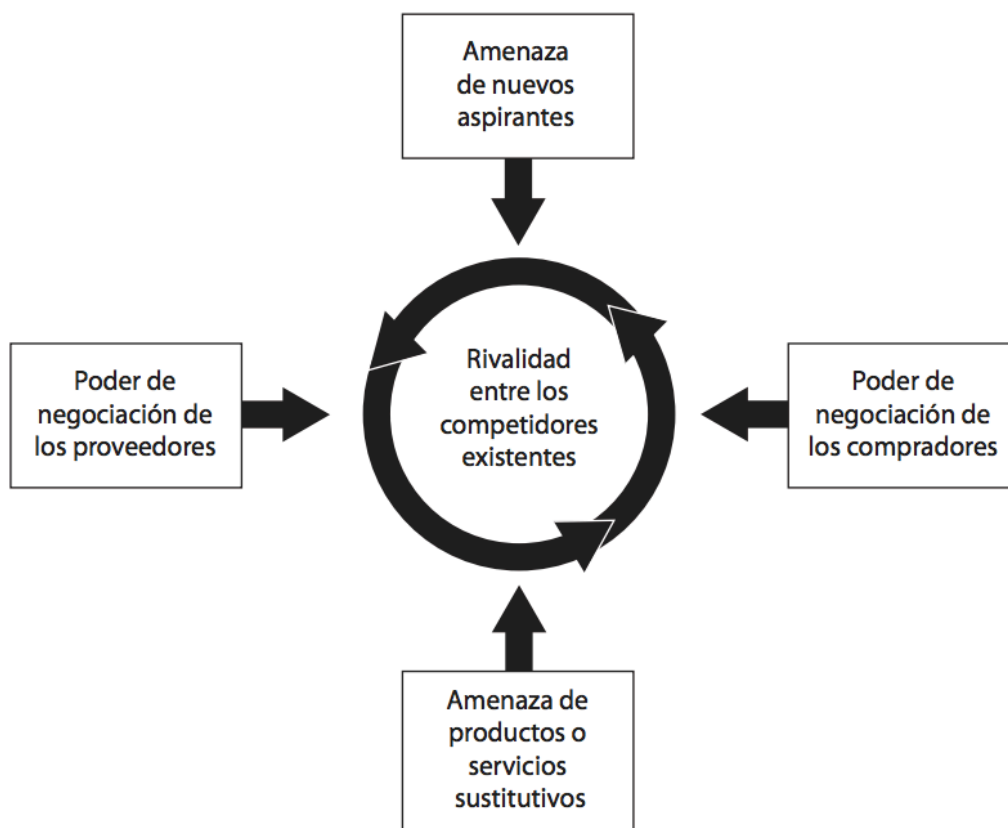 Amenaza
de nuevos
aspirantes
Poder de
negociación de
los proveedores
Rivalidad
entre los
competidores
existentes
Poder de
negociación de
los compradores
Amenaza de
productos o
servicios
sustitutivos